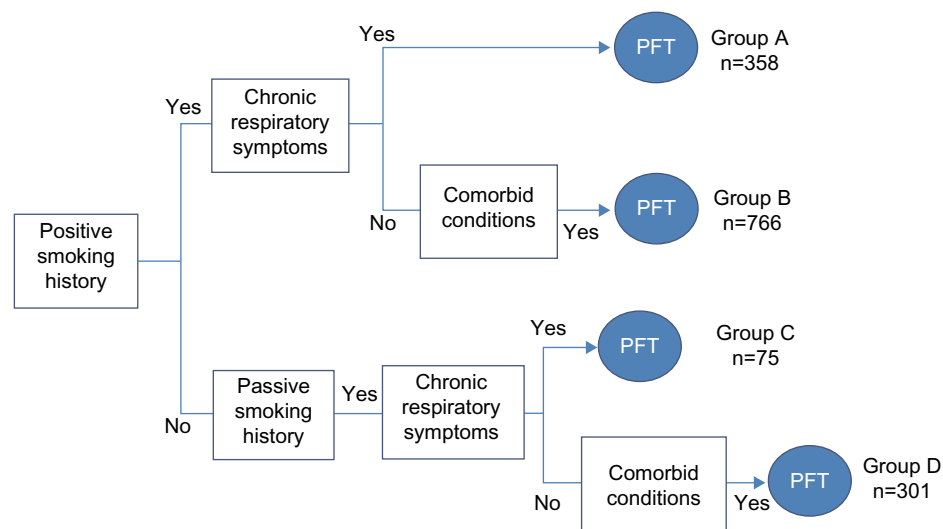 Yes
PFT
Group A
n=358
Yes
Chronic
respiratory
symptoms
No
Comorbid
conditions
Yes
PFT
Group B
n=766
Positive
smoking
history
No
Passive
smoking
history
Yes
Chronic
respiratory
symptoms
Yes
PFT
Group C
n=75
No
Comorbid
conditions
Yes
PFT
Group D
n=301